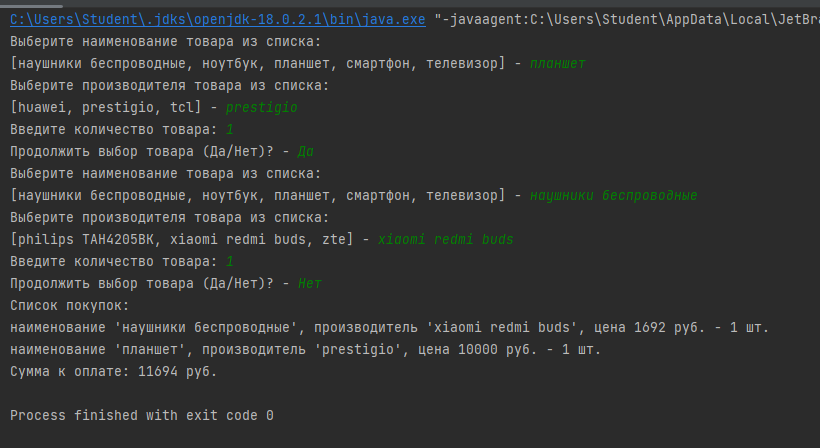 C:\Users\Student\.jdks\openjdk-18.0.2.1\bin\java.exe "-javaagent:C:\Users\Student\AppData\Local\JetBra
Выберите наименование товара из списка:
[наушники беспроводные, ноутбук, планшет, смартфон, телевизор] - планшет
Выберите производителя товара из списка:
[huawei, prestigio, tcl] - prestigio
Введите количество товара: 1
Продолжить выбор товара (Да/Нет)? - Да
Выберите наименование товара из списка:
[наушники беспроводные, ноутбук, планшет, смартфон, телевизор] - наушники беспроводные
Выберите производителя товара из списка:
[philips TAH4205BK, xiaomi redmi buds, zte] - xiaomi redmi buds
Введите количество товара: 1
Продолжить выбор товара (Да/Нет)? - Нет
Список покупок:
наименование 'наушники беспроводные', производитель 'xiaomi redmi buds', цена 1692 руб. - 1 шт.
наименование 'планшет', производитель 'prestigio', цена 10000 руб. - 1 шт.
Сумма к оплате: 11694 руб.
Process finished with exit code 0